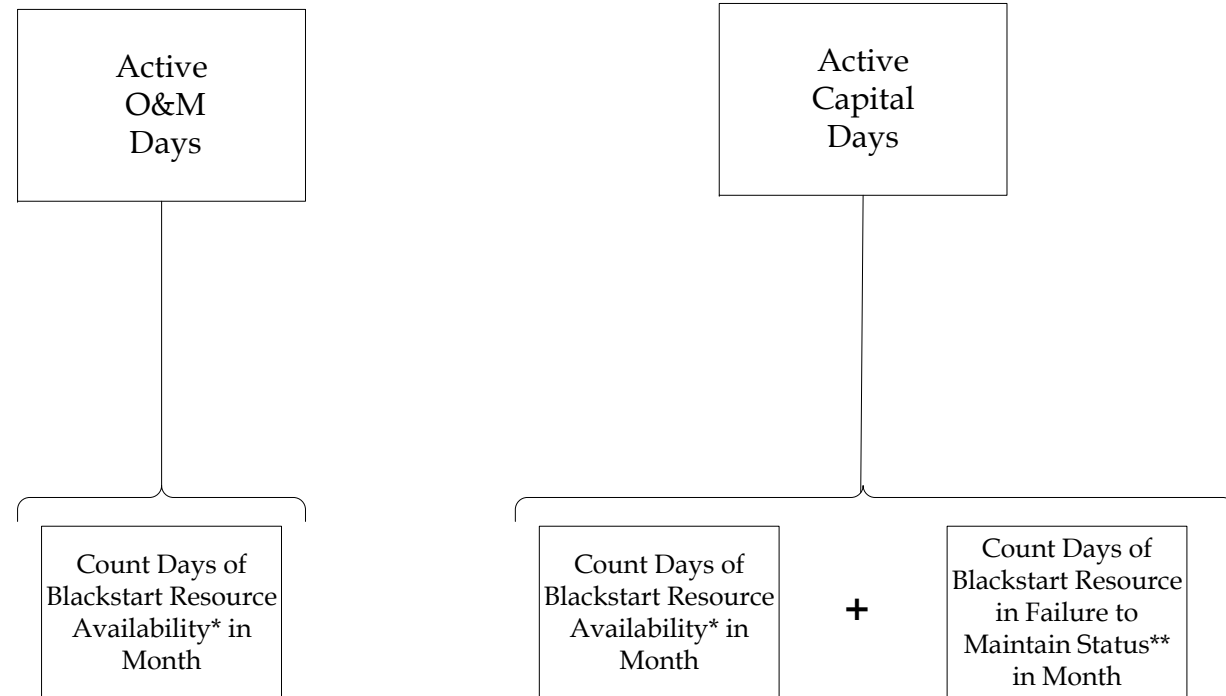 Active
O&M
Days
Active
Capital
Days
Count Days of
Blackstart Resource
Availability* in
Month
Count Days of
Blackstart Resource
Availability* in
Month
+
Count Days of
Blackstart Resource
in Failure to
Maintain Status**
in Month